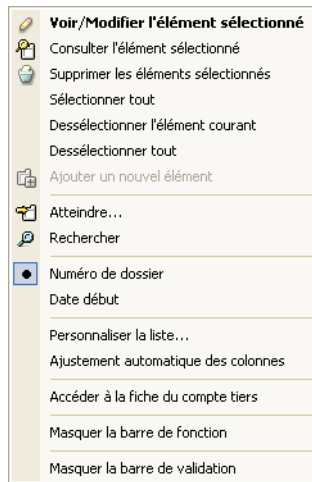 Voir/Modifier l'élément sélectionné
Consulter l'élément sélectionné
Supprimer les éléments sélectionnés
Sélectionner tout
Dessélectionner l'élément courant
Dessélectionner tout
Ajouter un nouvel élément
Atteindre...
Rechercher
Numéro de dossier
Date début
Personnaliser la liste...
Ajustement automatique des colonnes
Accéder à la fiche du compte tiers
Masquer la barre de fonction
Masquer la barre de validation